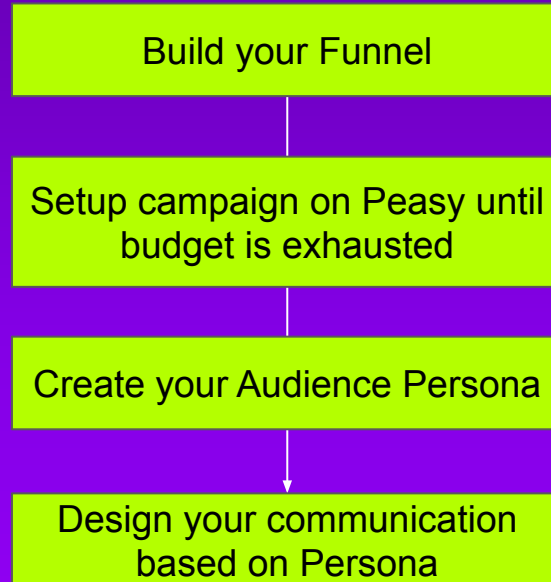 Build your Funnel
Setup campaign on Peasy until
budget is exhausted
Create your Audience Persona
Design your communication
based on Persona